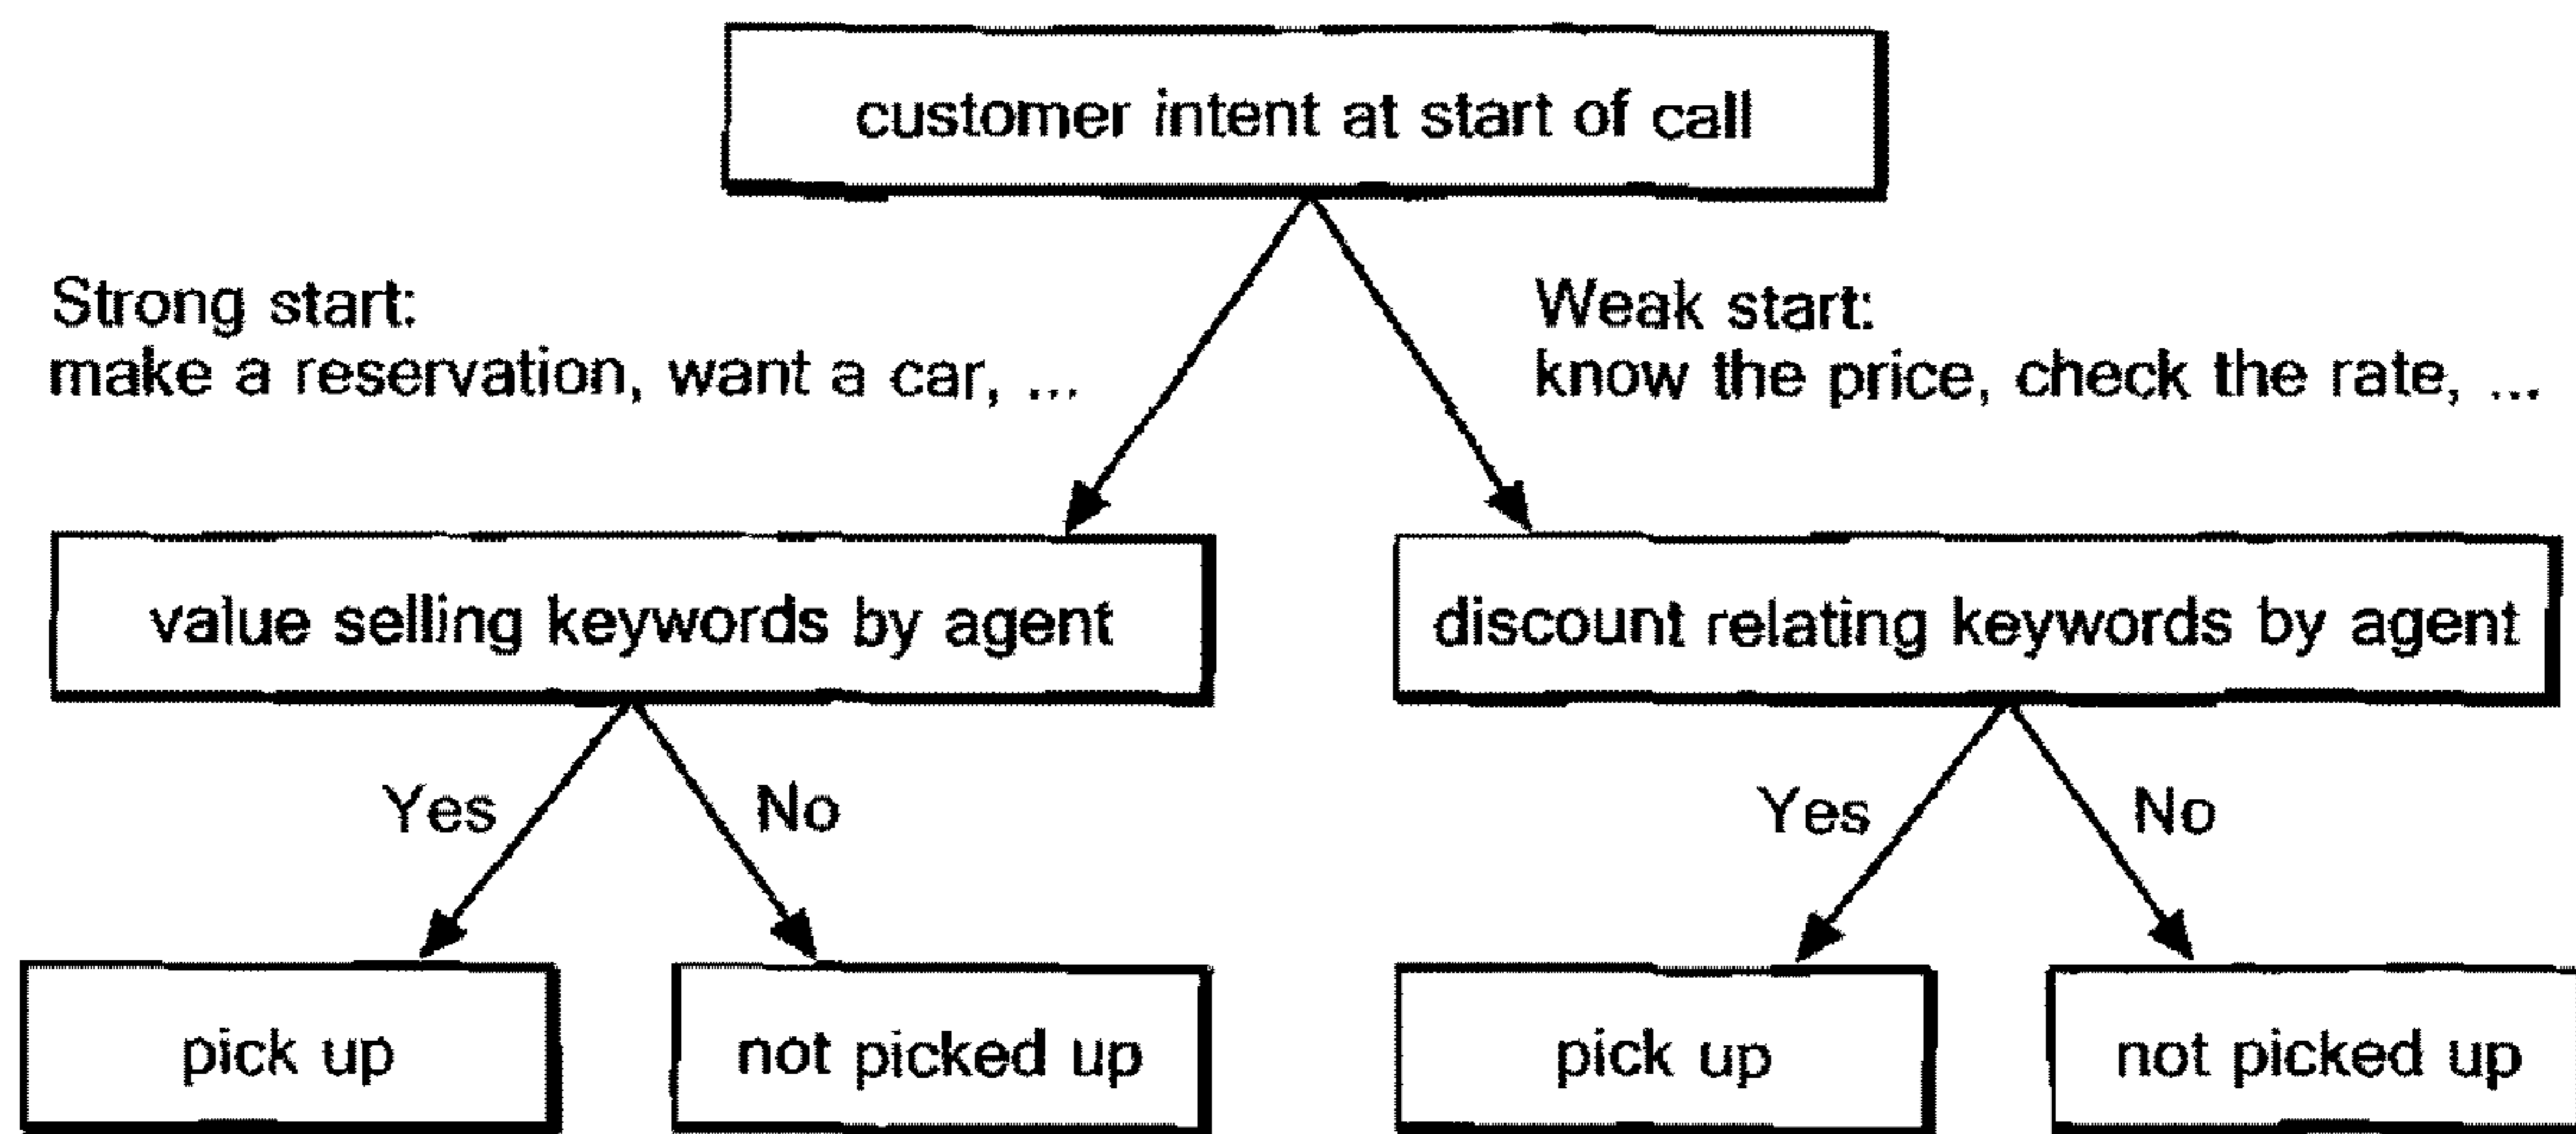 customer intent at start of call
Strong start:
make a reservation, want a car, ...
Weak start:
know the price, check the rate, ...
value selling keywords by agent
discount relating keywords by agent
Yes
No
Yes
No
pick up
not picked up
pick up
not picked up